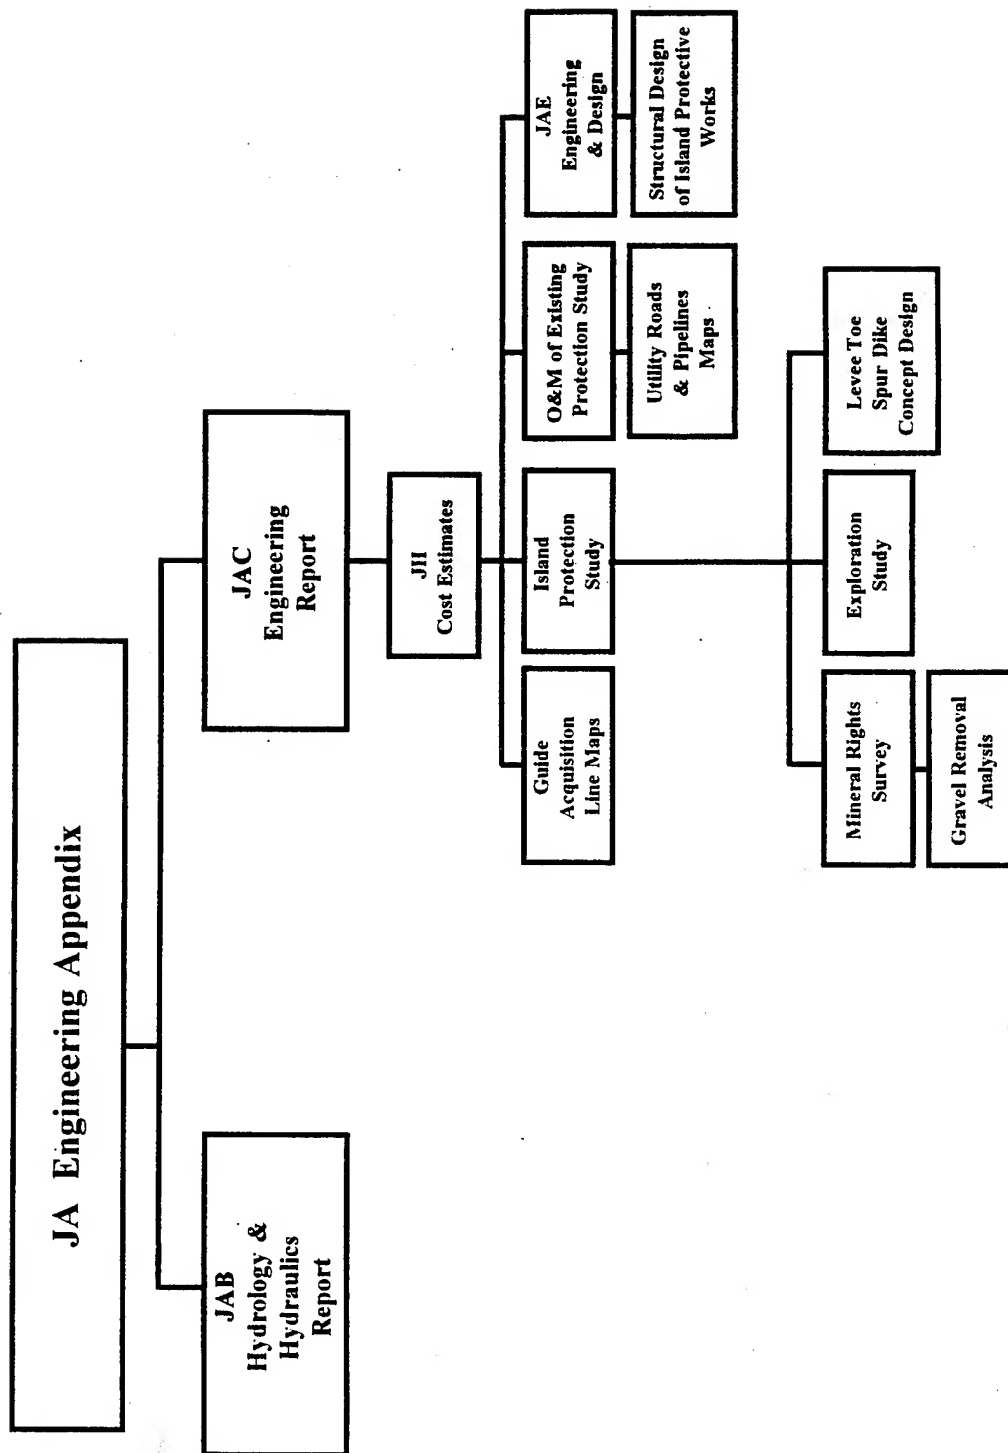 JA Engineering Appendix
JAB
Hydrology &
Hydraulics
Report
JAC
Engineering
Report
JII
Cost Estimates
Guide
Acquisition
Line Maps
Island
Protection
Study
O&M of Existing
Protection Study
JAE
Engineering
& Design
Utility Roads
& Pipelines
Maps
Structural Design
of Island Protective
Works
Mineral Rights
Survey
Exploration
Study
Levee Toe
Spur Dike
Concept Design
Gravel Removal
Analysis